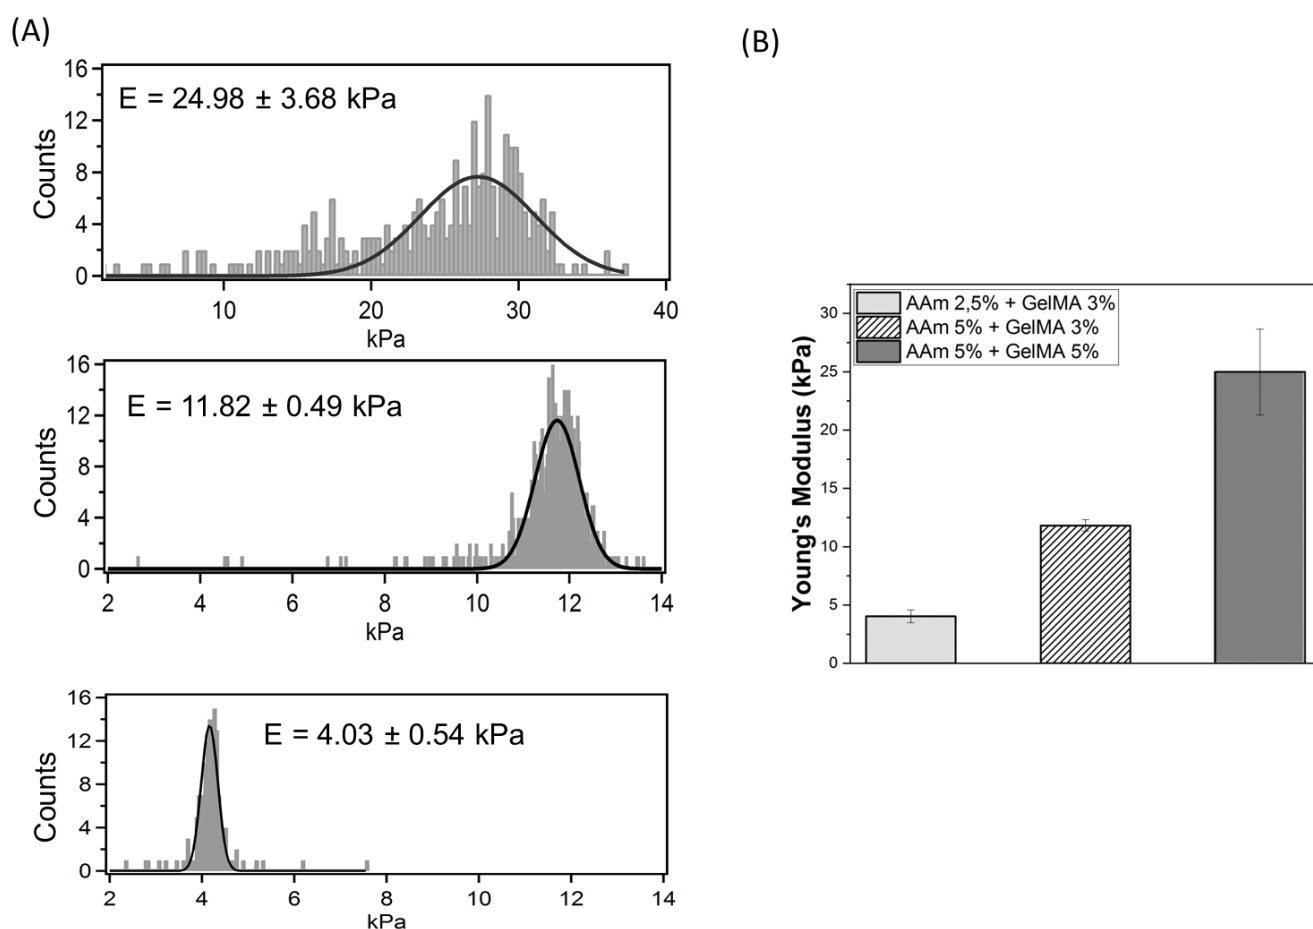 (A)
16
12
8
4
0
Counts
E = 24.98 ± 3.68 kPa
10 20 30 40
kPa
16
12
8
4
0
Counts
E = 11.82 ± 0.49 kPa
2 4 6 8 10 12 14
kPa
16
12
8
4
0
Counts
E = 4.03 ± 0.54 kPa
2 4 6 8 10 12 14
kPa
(B)
Young's Modulus (kPa)
30
25
20
15
10
5
0
AAm 2,5% + GelMA 3%
AAm 5% + GelMA 3%
AAm 5% + GelMA 5%